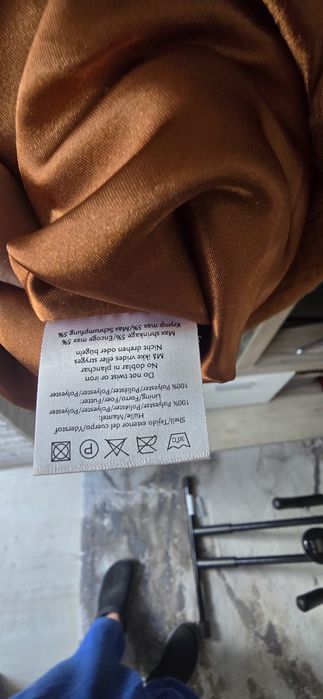 30°C
P
Shell/Tejido exterior del cuerpo/Yderstof
Hülle/Mantel:
100% Polyester/Poliéster/Polyester/Polyester
Lining/Forro/Foer/Futter:
100% Polyester/Poliéster/Polyester/Polyester
Do not twist or iron
No doblar ni planchar
Må ikke vrides eller stryges
Nicht drehen oder bügeln
Max shrinkage 5%/Encoge max 5%
Krymp max 5%/Max Schrumpfung 5%